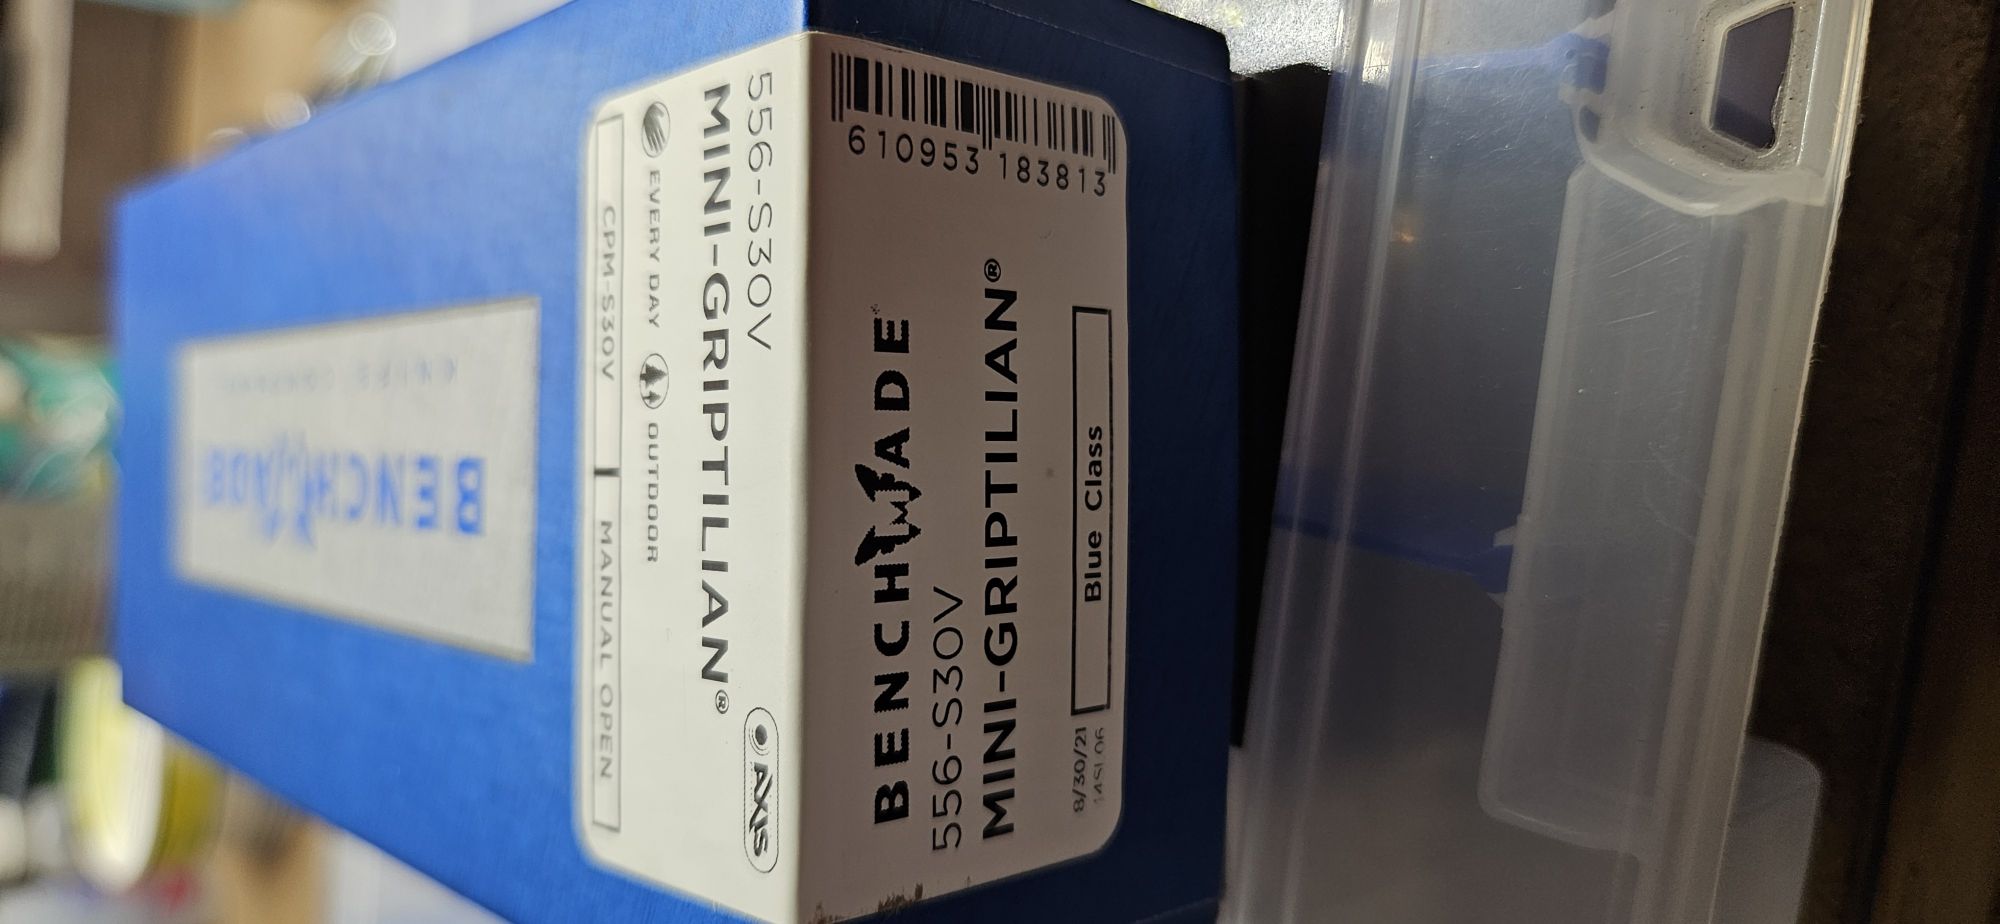 BENCHMADE
KNIFE COMPANY
CPM-S30V MANUAL OPEN
EVERY DAY OUTDOOR
MINI-GRIPTILIAN®
556-S30V AXIS
610953 183813
BENCHMADE
556-S30V
MINI-GRIPTILIAN®
Blue Class
8/30/21